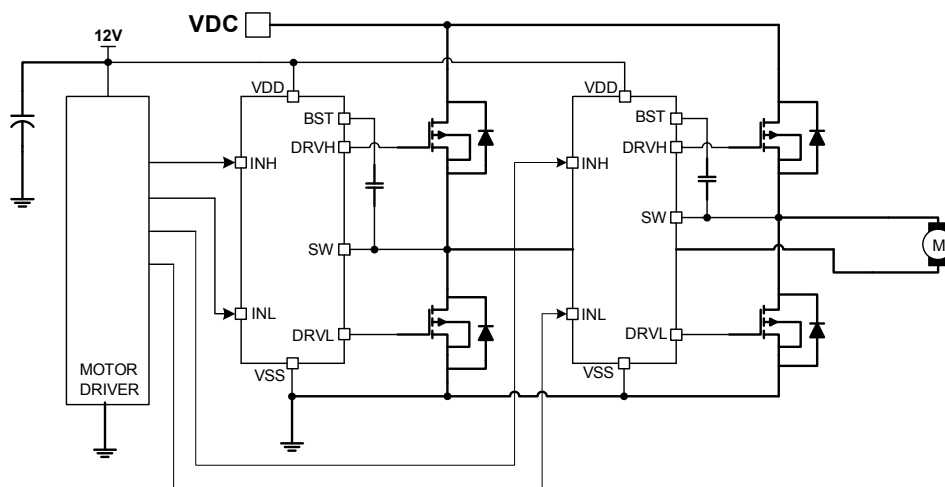 VDC
12V
VDD
VDD
BST
BST
DRVH
DRVH
INH
INH
SW
SW
M
INL
INL
DRVL
DRVL
MOTOR
DRIVER
VSS
VSS